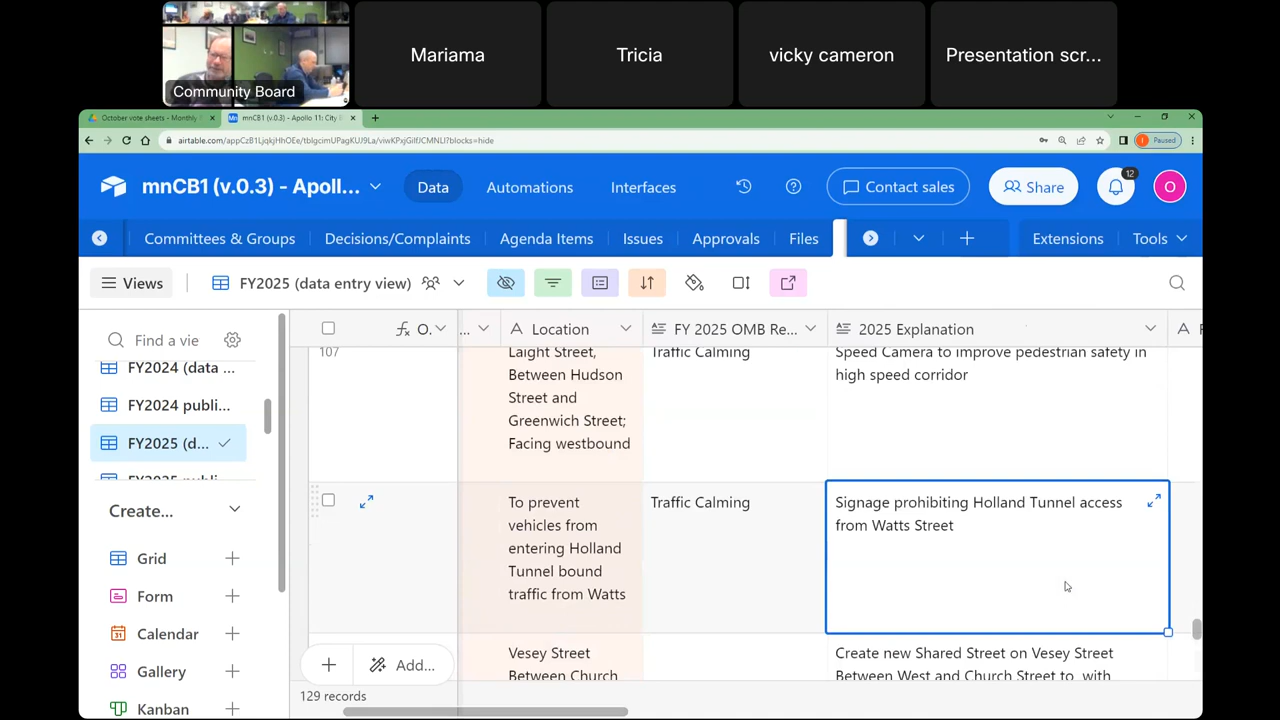 Community Board
Mariama
Tricia
vicky cameron
Presentation scr...
October vote sheets - Monthly
mnCB1 (v.0.3) - Apollo 11: City
airtable.com/appCzB1LjqkjHhOEe/tblgcimUPagKUJ9La/viwKPxjGilfJCMNLI?blocks=hide
Paused
mnCB1 (v.0.3) - Apoll...
Data
Automations
Interfaces
Contact sales
Share
12
O
Committees & Groups
Decisions/Complaints
Agenda Items
Issues
Approvals
Files
Extensions
Tools
Views
FY2025 (data entry view)
Find a vie
FY2024 (data ...
FY2024 publi...
FY2025 (d...
FY2025 publi...
Create...
Grid
Form
Calendar
Gallery
Kanban
O.
...
Location
FY 2025 OMB Re...
2025 Explanation
107
Laight Street,
Between Hudson
Street and
Greenwich Street;
Facing westbound
Traffic Calming
Speed Camera to improve pedestrian safety in
high speed corridor
To prevent
vehicles from
entering Holland
Tunnel bound
traffic from Watts
Traffic Calming
Signage prohibiting Holland Tunnel access
from Watts Street
Vesey Street
Between Church
Create new Shared Street on Vesey Street
Between West and Church Street to, with
Add...
129 records